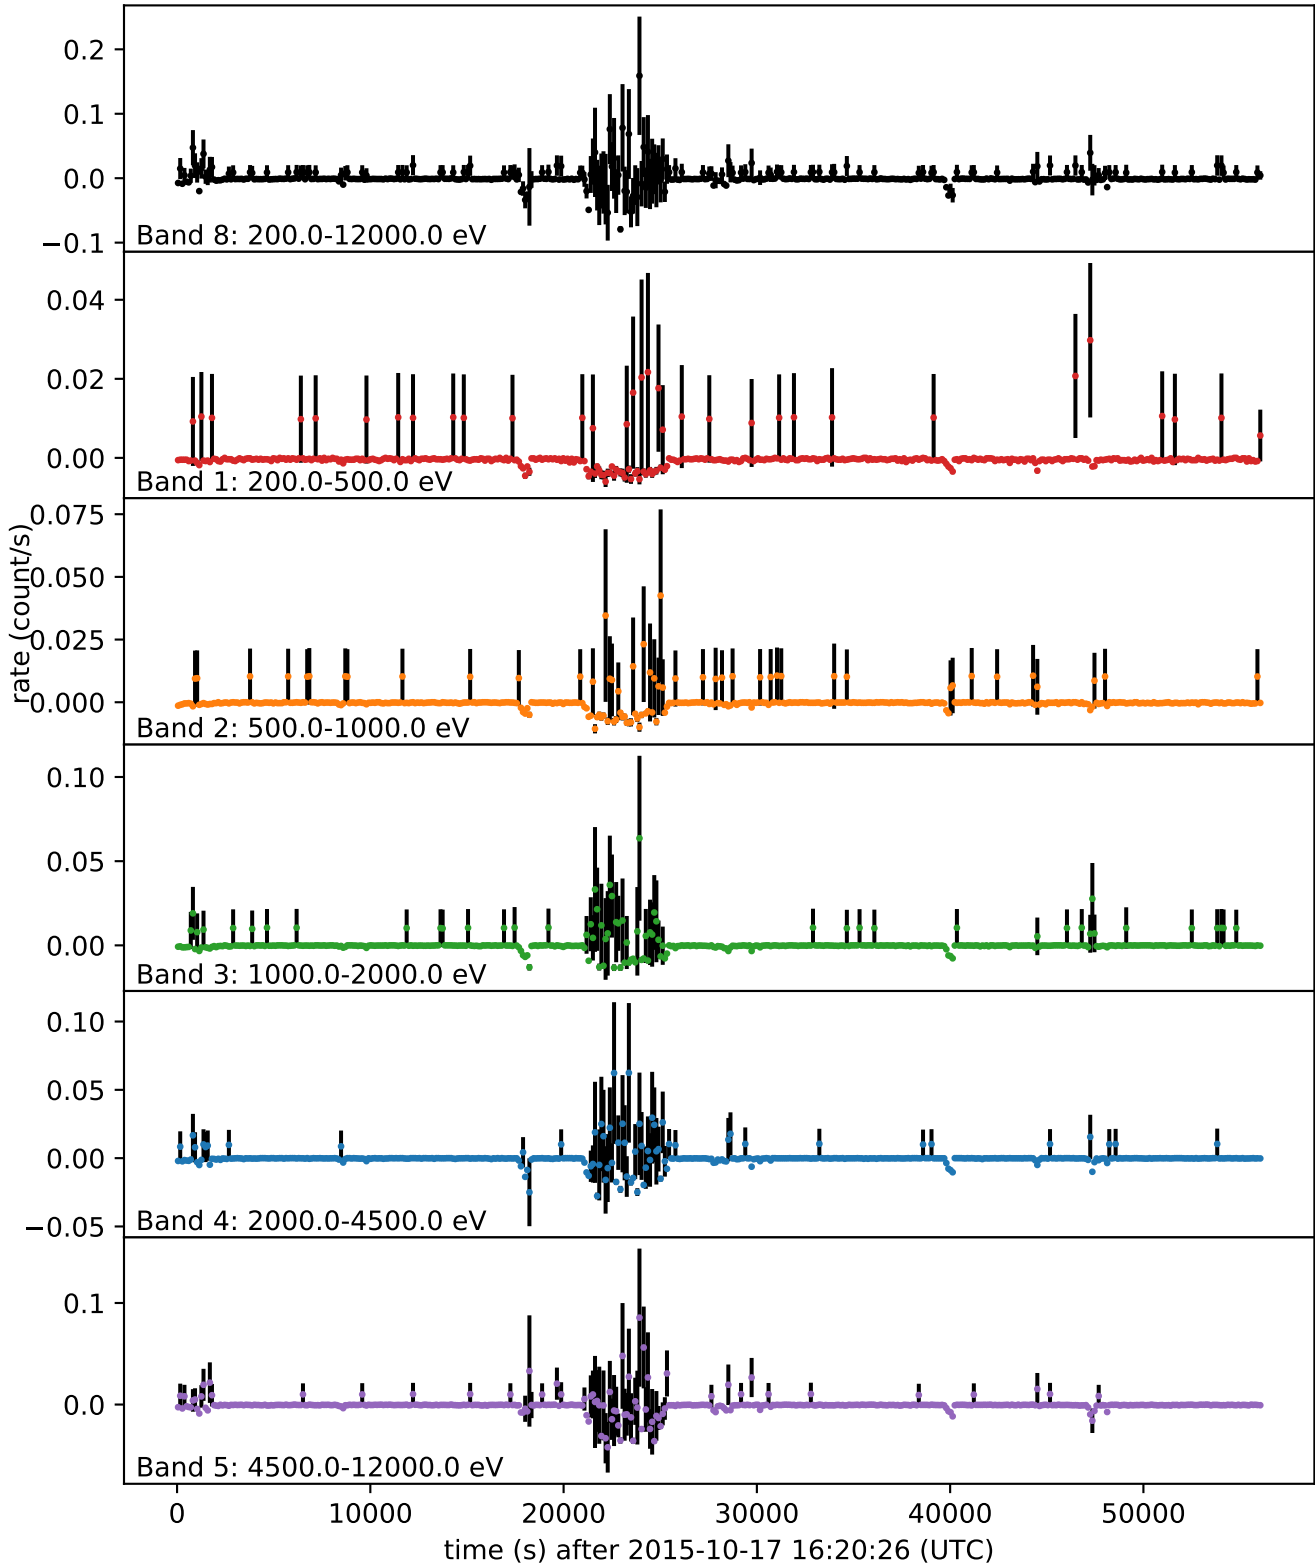 0.2
0.1
0.0
−0.1
Band 8: 200.0-12000.0 eV
0.04
0.02
0.00
Band 1: 200.0-500.0 eV
rate (count/s)
0.075
0.050
0.025
0.000
Band 2: 500.0-1000.0 eV
0.10
0.05
0.00
Band 3: 1000.0-2000.0 eV
0.10
0.05
0.00
−0.05
Band 4: 2000.0-4500.0 eV
0.1
0.0
Band 5: 4500.0-12000.0 eV
0 10000 20000 30000 40000 50000
time (s) after 2015-10-17 16:20:26 (UTC)